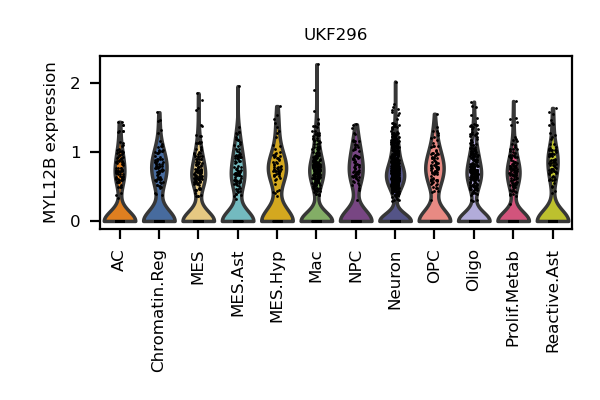 UKF296
MYL12B expression
2
1
0
AC
Chromatin.Reg
MES
MES.Ast
MES.Hyp
Mac
NPC
Neuron
OPC
Oligo
Prolif.Metab
Reactive.Ast